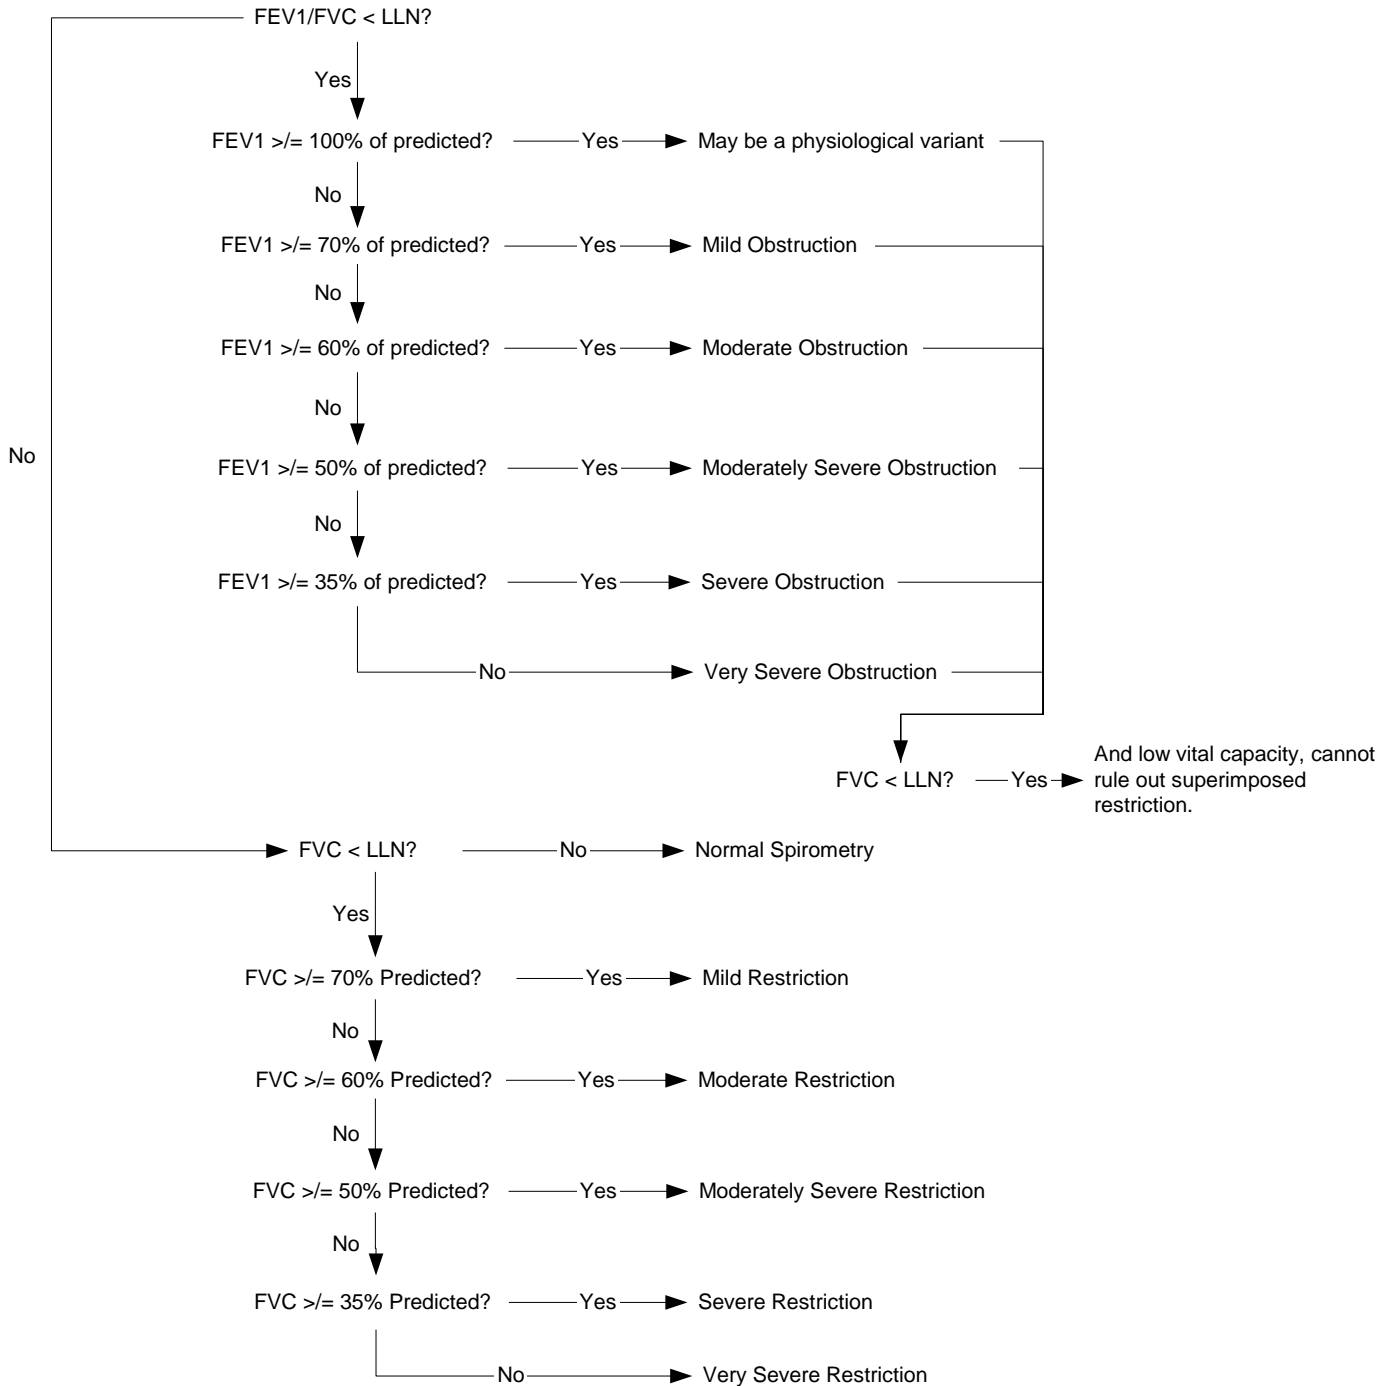 FEV1/FVC < LLN?
Yes
FEV1 >/= 100% of predicted?
Yes
May be a physiological variant
No
FEV1 >/= 70% of predicted?
Yes
Mild Obstruction
No
FEV1 >/= 60% of predicted?
Yes
Moderate Obstruction
No
No
FEV1 >/= 50% of predicted?
Yes
Moderately Severe Obstruction
No
FEV1 >/= 35% of predicted?
Yes
Severe Obstruction
No
Very Severe Obstruction
FVC < LLN?
Yes
And low vital capacity, cannot
rule out superimposed
restriction.
FVC < LLN?
No
Normal Spirometry
Yes
FVC >/= 70% Predicted?
Yes
Mild Restriction
No
FVC >/= 60% Predicted?
Yes
Moderate Restriction
No
FVC >/= 50% Predicted?
Yes
Moderately Severe Restriction
No
FVC >/= 35% Predicted?
Yes
Severe Restriction
No
Very Severe Restriction